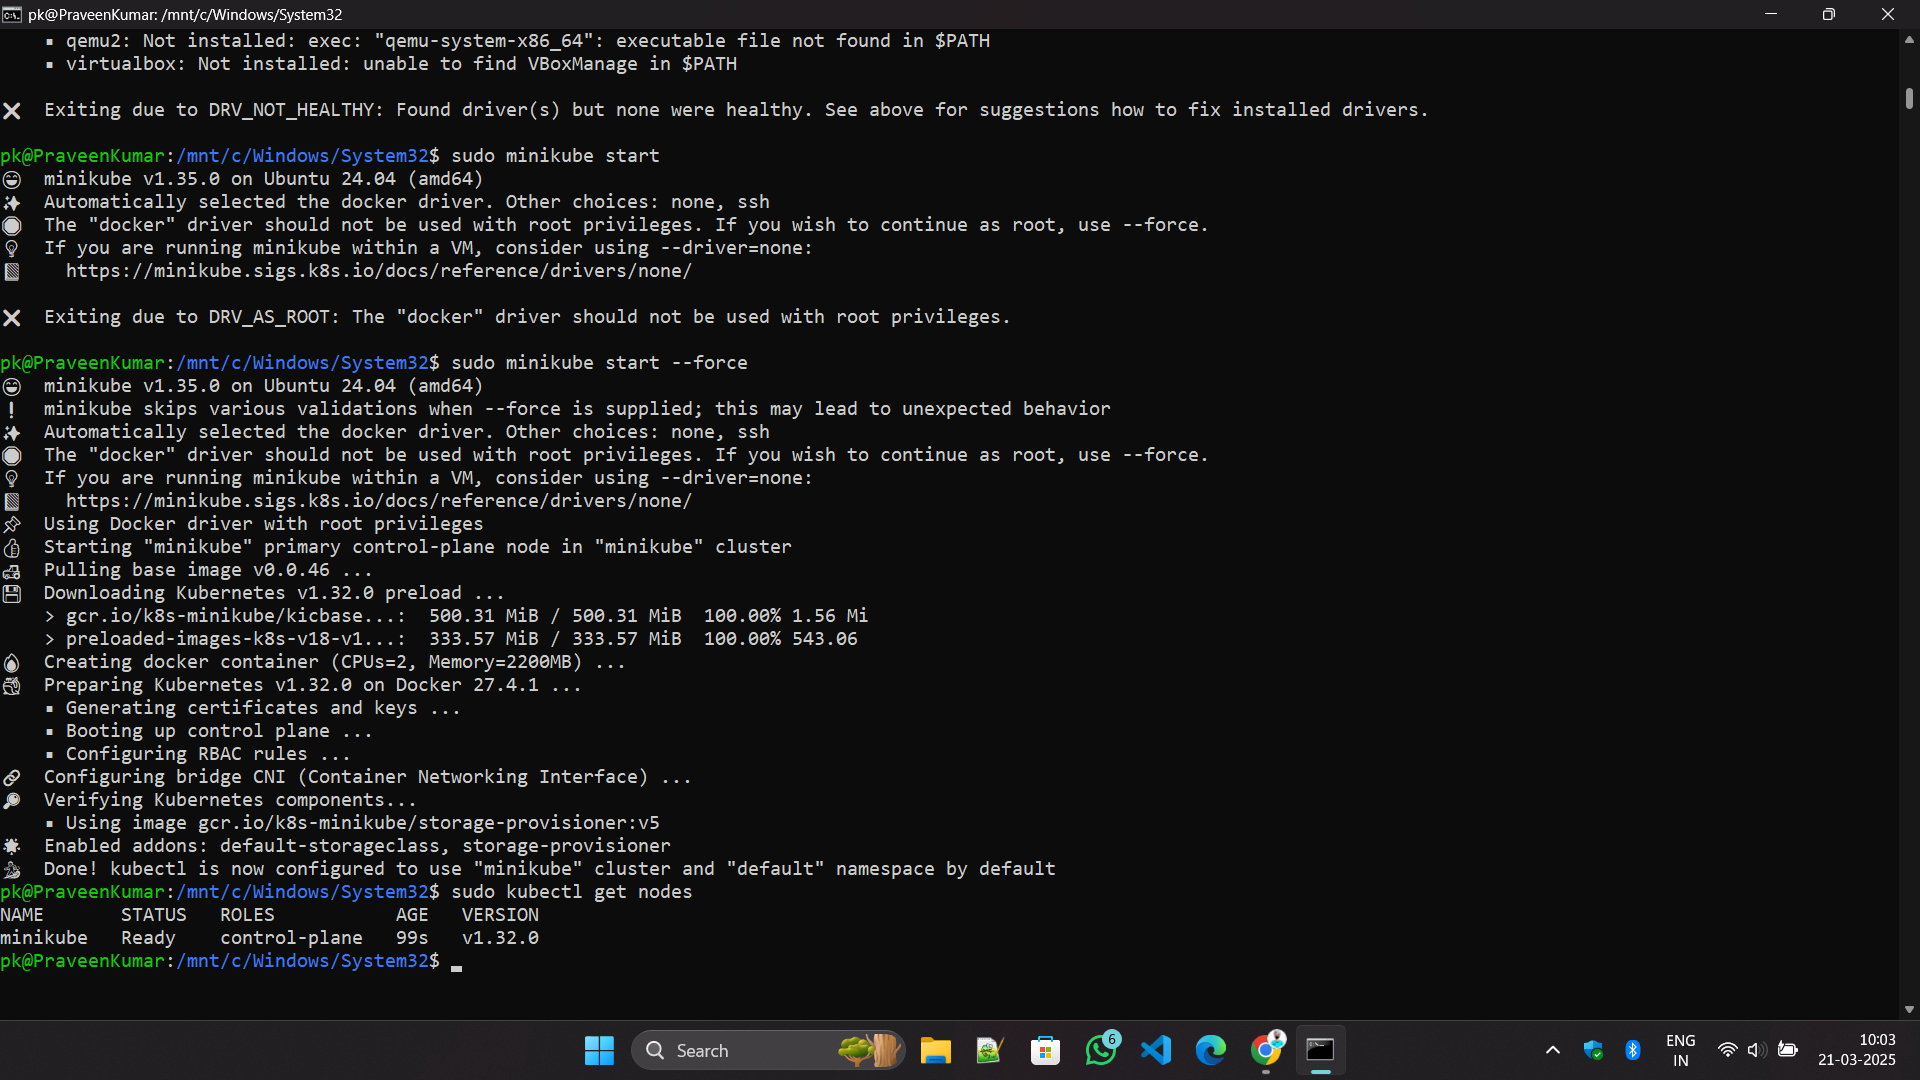 pk@PraveenKumar: /mnt/c/Windows/System32
▪ qemu2: Not installed: exec: "qemu-system-x86_64": executable file not found in $PATH
▪ virtualbox: Not installed: unable to find VBoxManage in $PATH
Exiting due to DRV_NOT_HEALTHY: Found driver(s) but none were healthy. See above for suggestions how to fix installed drivers.
pk@PraveenKumar:/mnt/c/Windows/System32$ sudo minikube start
minikube v1.35.0 on Ubuntu 24.04 (amd64)
Automatically selected the docker driver. Other choices: none, ssh
The "docker" driver should not be used with root privileges. If you wish to continue as root, use --force.
If you are running minikube within a VM, consider using --driver=none:
https://minikube.sigs.k8s.io/docs/reference/drivers/none/
Exiting due to DRV_AS_ROOT: The "docker" driver should not be used with root privileges.
pk@PraveenKumar:/mnt/c/Windows/System32$ sudo minikube start --force
minikube v1.35.0 on Ubuntu 24.04 (amd64)
! minikube skips various validations when --force is supplied; this may lead to unexpected behavior
Automatically selected the docker driver. Other choices: none, ssh
The "docker" driver should not be used with root privileges. If you wish to continue as root, use --force.
If you are running minikube within a VM, consider using --driver=none:
https://minikube.sigs.k8s.io/docs/reference/drivers/none/
Using Docker driver with root privileges
Starting "minikube" primary control-plane node in "minikube" cluster
Pulling base image v0.0.46 ...
Downloading Kubernetes v1.32.0 preload ...
> gcr.io/k8s-minikube/kicbase...:  500.31 MiB / 500.31 MiB  100.00% 1.56 Mi
> preloaded-images-k8s-v18-v1...:  333.57 MiB / 333.57 MiB  100.00% 543.06
Creating docker container (CPUs=2, Memory=2200MB) ...
Preparing Kubernetes v1.32.0 on Docker 27.4.1 ...
▪ Generating certificates and keys ...
▪ Booting up control plane ...
▪ Configuring RBAC rules ...
Configuring bridge CNI (Container Networking Interface) ...
Verifying Kubernetes components...
▪ Using image gcr.io/k8s-minikube/storage-provisioner:v5
Enabled addons: default-storageclass, storage-provisioner
Done! kubectl is now configured to use "minikube" cluster and "default" namespace by default
pk@PraveenKumar:/mnt/c/Windows/System32$ sudo kubectl get nodes
NAME       STATUS   ROLES           AGE   VERSION
minikube   Ready    control-plane   99s   v1.32.0
pk@PraveenKumar:/mnt/c/Windows/System32$
Search
6
ENG
IN
10:03
21-03-2025